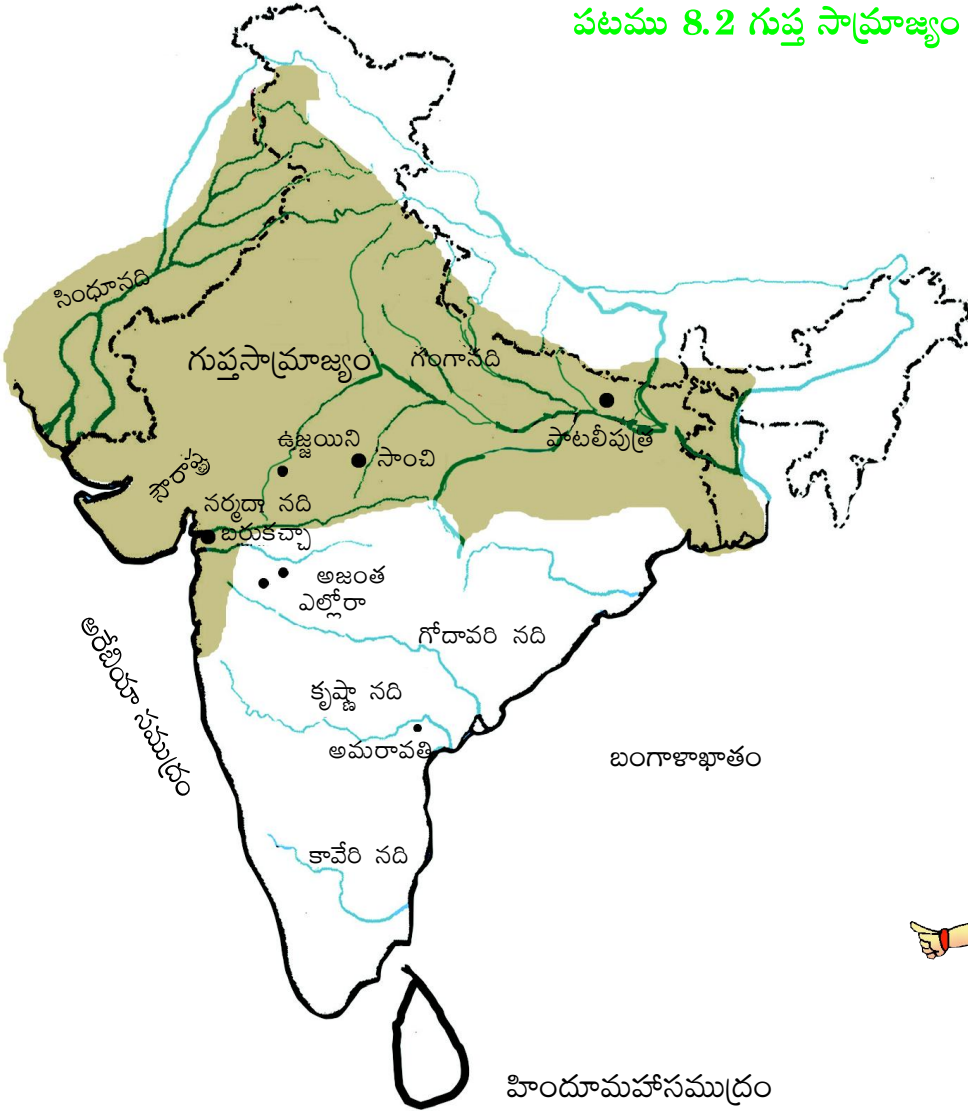 పటము 8.2 గుప్త సామ్రాజ్యం
సింధూనది
గుప్తసామ్రాజ్యం
గంగానది
ఉజ్జయిని
పాటలీపుత్ర
సాంచి
సౌరాష్ట్ర
నర్మదా నది
బరుకచ్చా
అజంత
ఎల్లోరా
గోదావరి నది
అరేబియా సముద్రం
కృష్ణా నది
అమరావతి
బంగాళాఖాతం
కావేరి నది
హిందూమహాసముద్రం